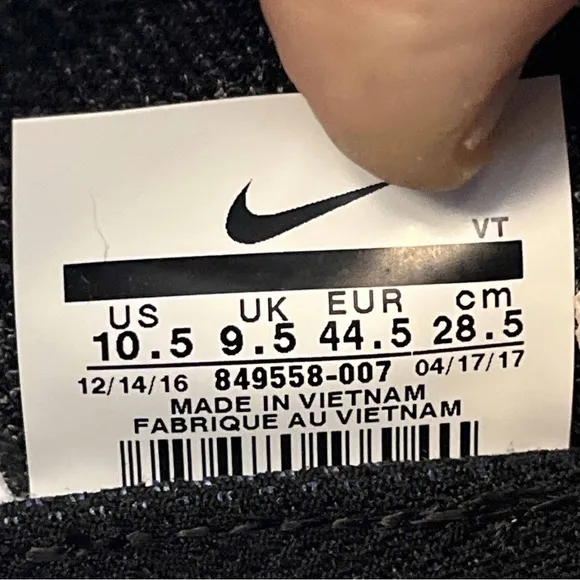 VT
US UK EUR cm
10.5 9.5 44.5 28.5
12/14/16 849558-007 04/17/17
MADE IN VIETNAM
FABRIQUE AU VIETNAM